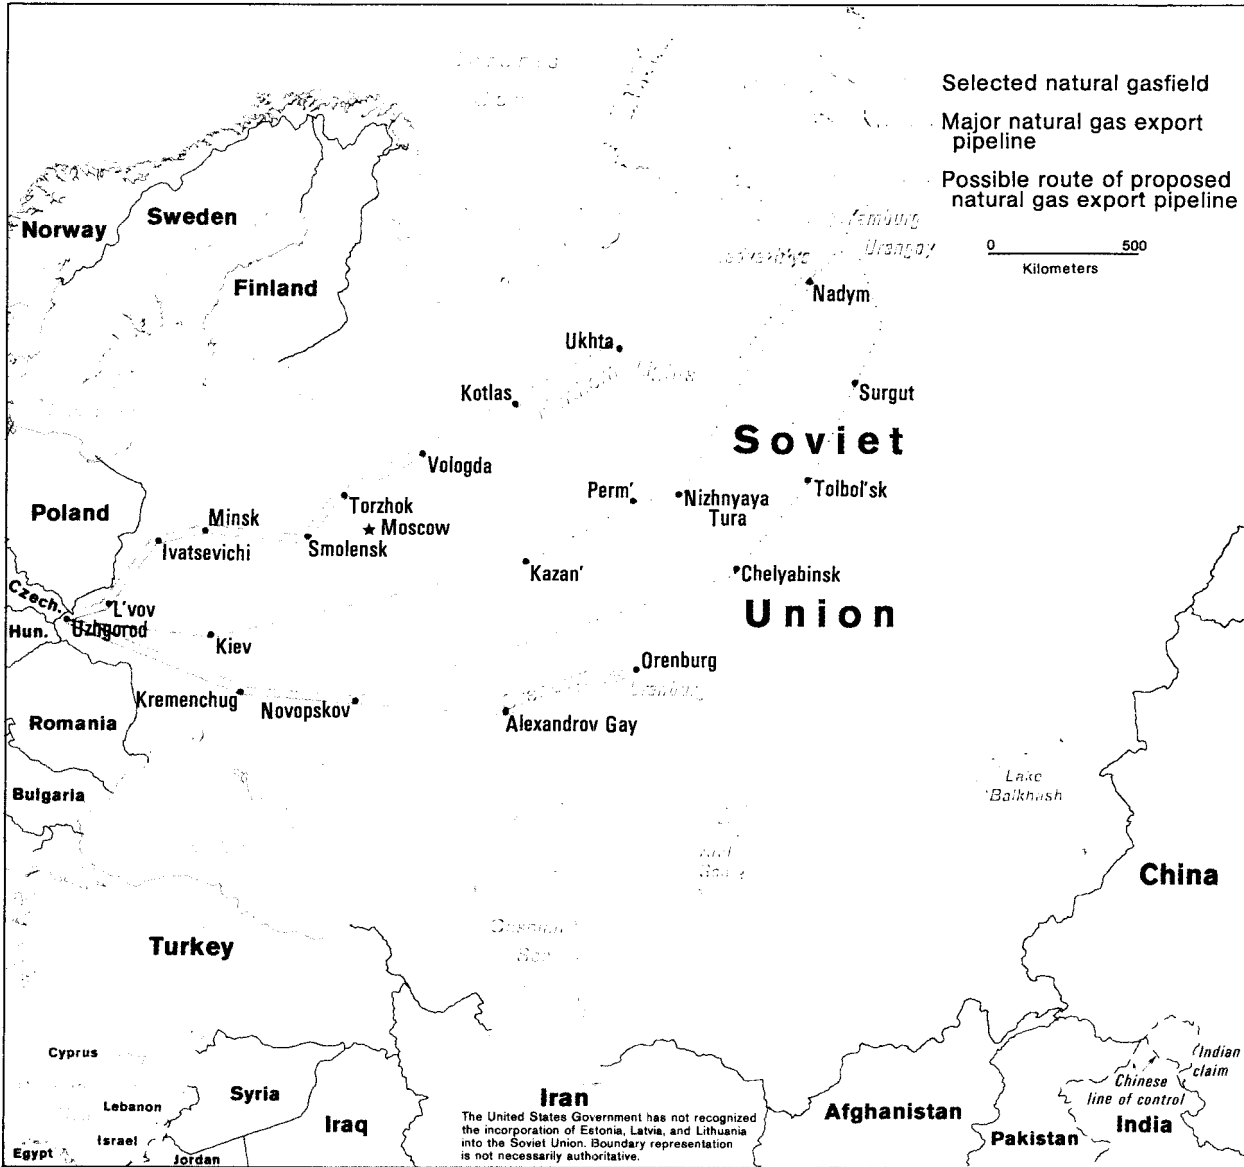 Selected natural gasfield
Major natural gas export
pipeline
Possible route of proposed
natural gas export pipeline
0 500
Kilometers
Norway
Sweden
Finland
Yamburg
Urengoy
Nadym
Ukhta
Kotlas
Surgut
Soviet
Vologda
Perm'
Nizhnyaya
Tura
Tolbol'sk
Torzhok
Moscow
Poland
Minsk
Ivatsevichi
Smolensk
Kazan'
Chelyabinsk
Union
Czech.
L'vov
Uzhgorod
Hun.
Kiev
Orenburg
Orenburg
Kremenchug
Novopskov
Alexandrov Gay
Romania
Bulgaria
Lake
Balkhash
China
Caspian
Sea
Turkey
Cyprus
Syria
Lebanon
Israel
Egypt
Jordan
Iraq
Iran
The United States Government has not recognized
the incorporation of Estonia, Latvia, and Lithuania
into the Soviet Union. Boundary representation
is not necessarily authoritative.
Afghanistan
Pakistan
India
Indian
claim
Chinese
line of control